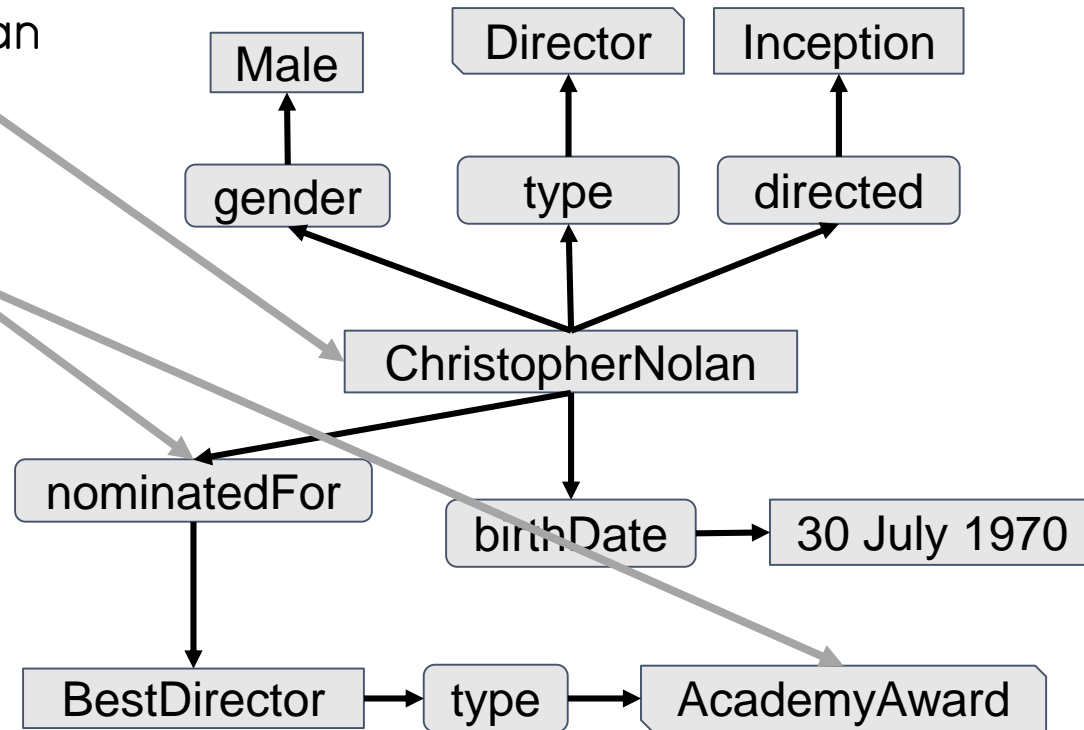 an
Male
Director
Inception
gender
type
directed
ChristopherNolan
nominatedFor
birthDate
30 July 1970
BestDirector
type
AcademyAward